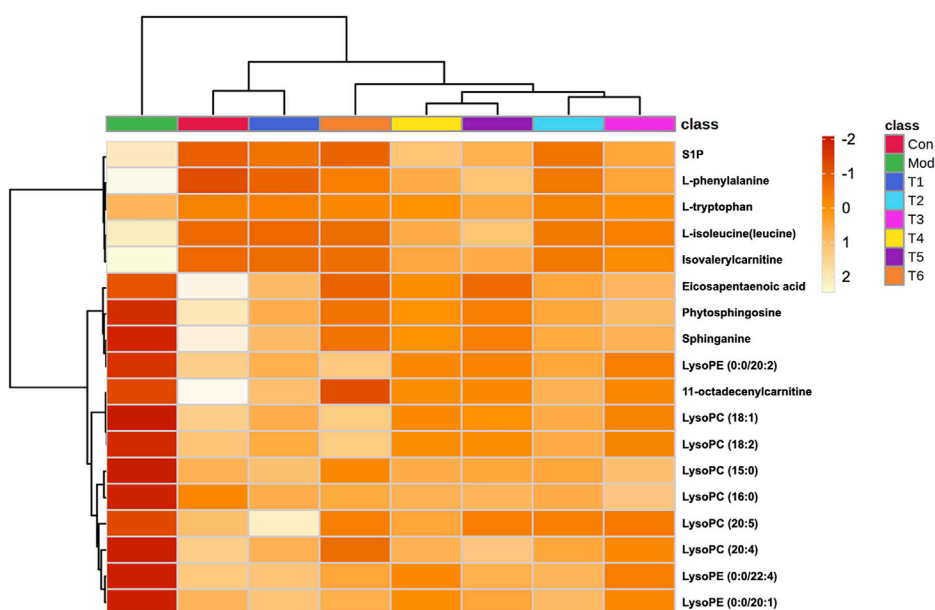 class
S1P
L-phenylalanine
L-tryptophan
L-isoleucine(leucine)
Isovalerylcarnitine
Eicosapentaenoic acid
Phytosphingosine
Sphinganine
LysoPE (0:0/20:2)
11-octadecenylcarnitine
LysoPC (18:1)
LysoPC (18:2)
LysoPC (15:0)
LysoPC (16:0)
LysoPC (20:5)
LysoPC (20:4)
LysoPE (0:0/22:4)
LysoPE (0:0/20:1)
-2
-1
0
1
2
class
Con
Mod
T1
T2
T3
T4
T5
T6